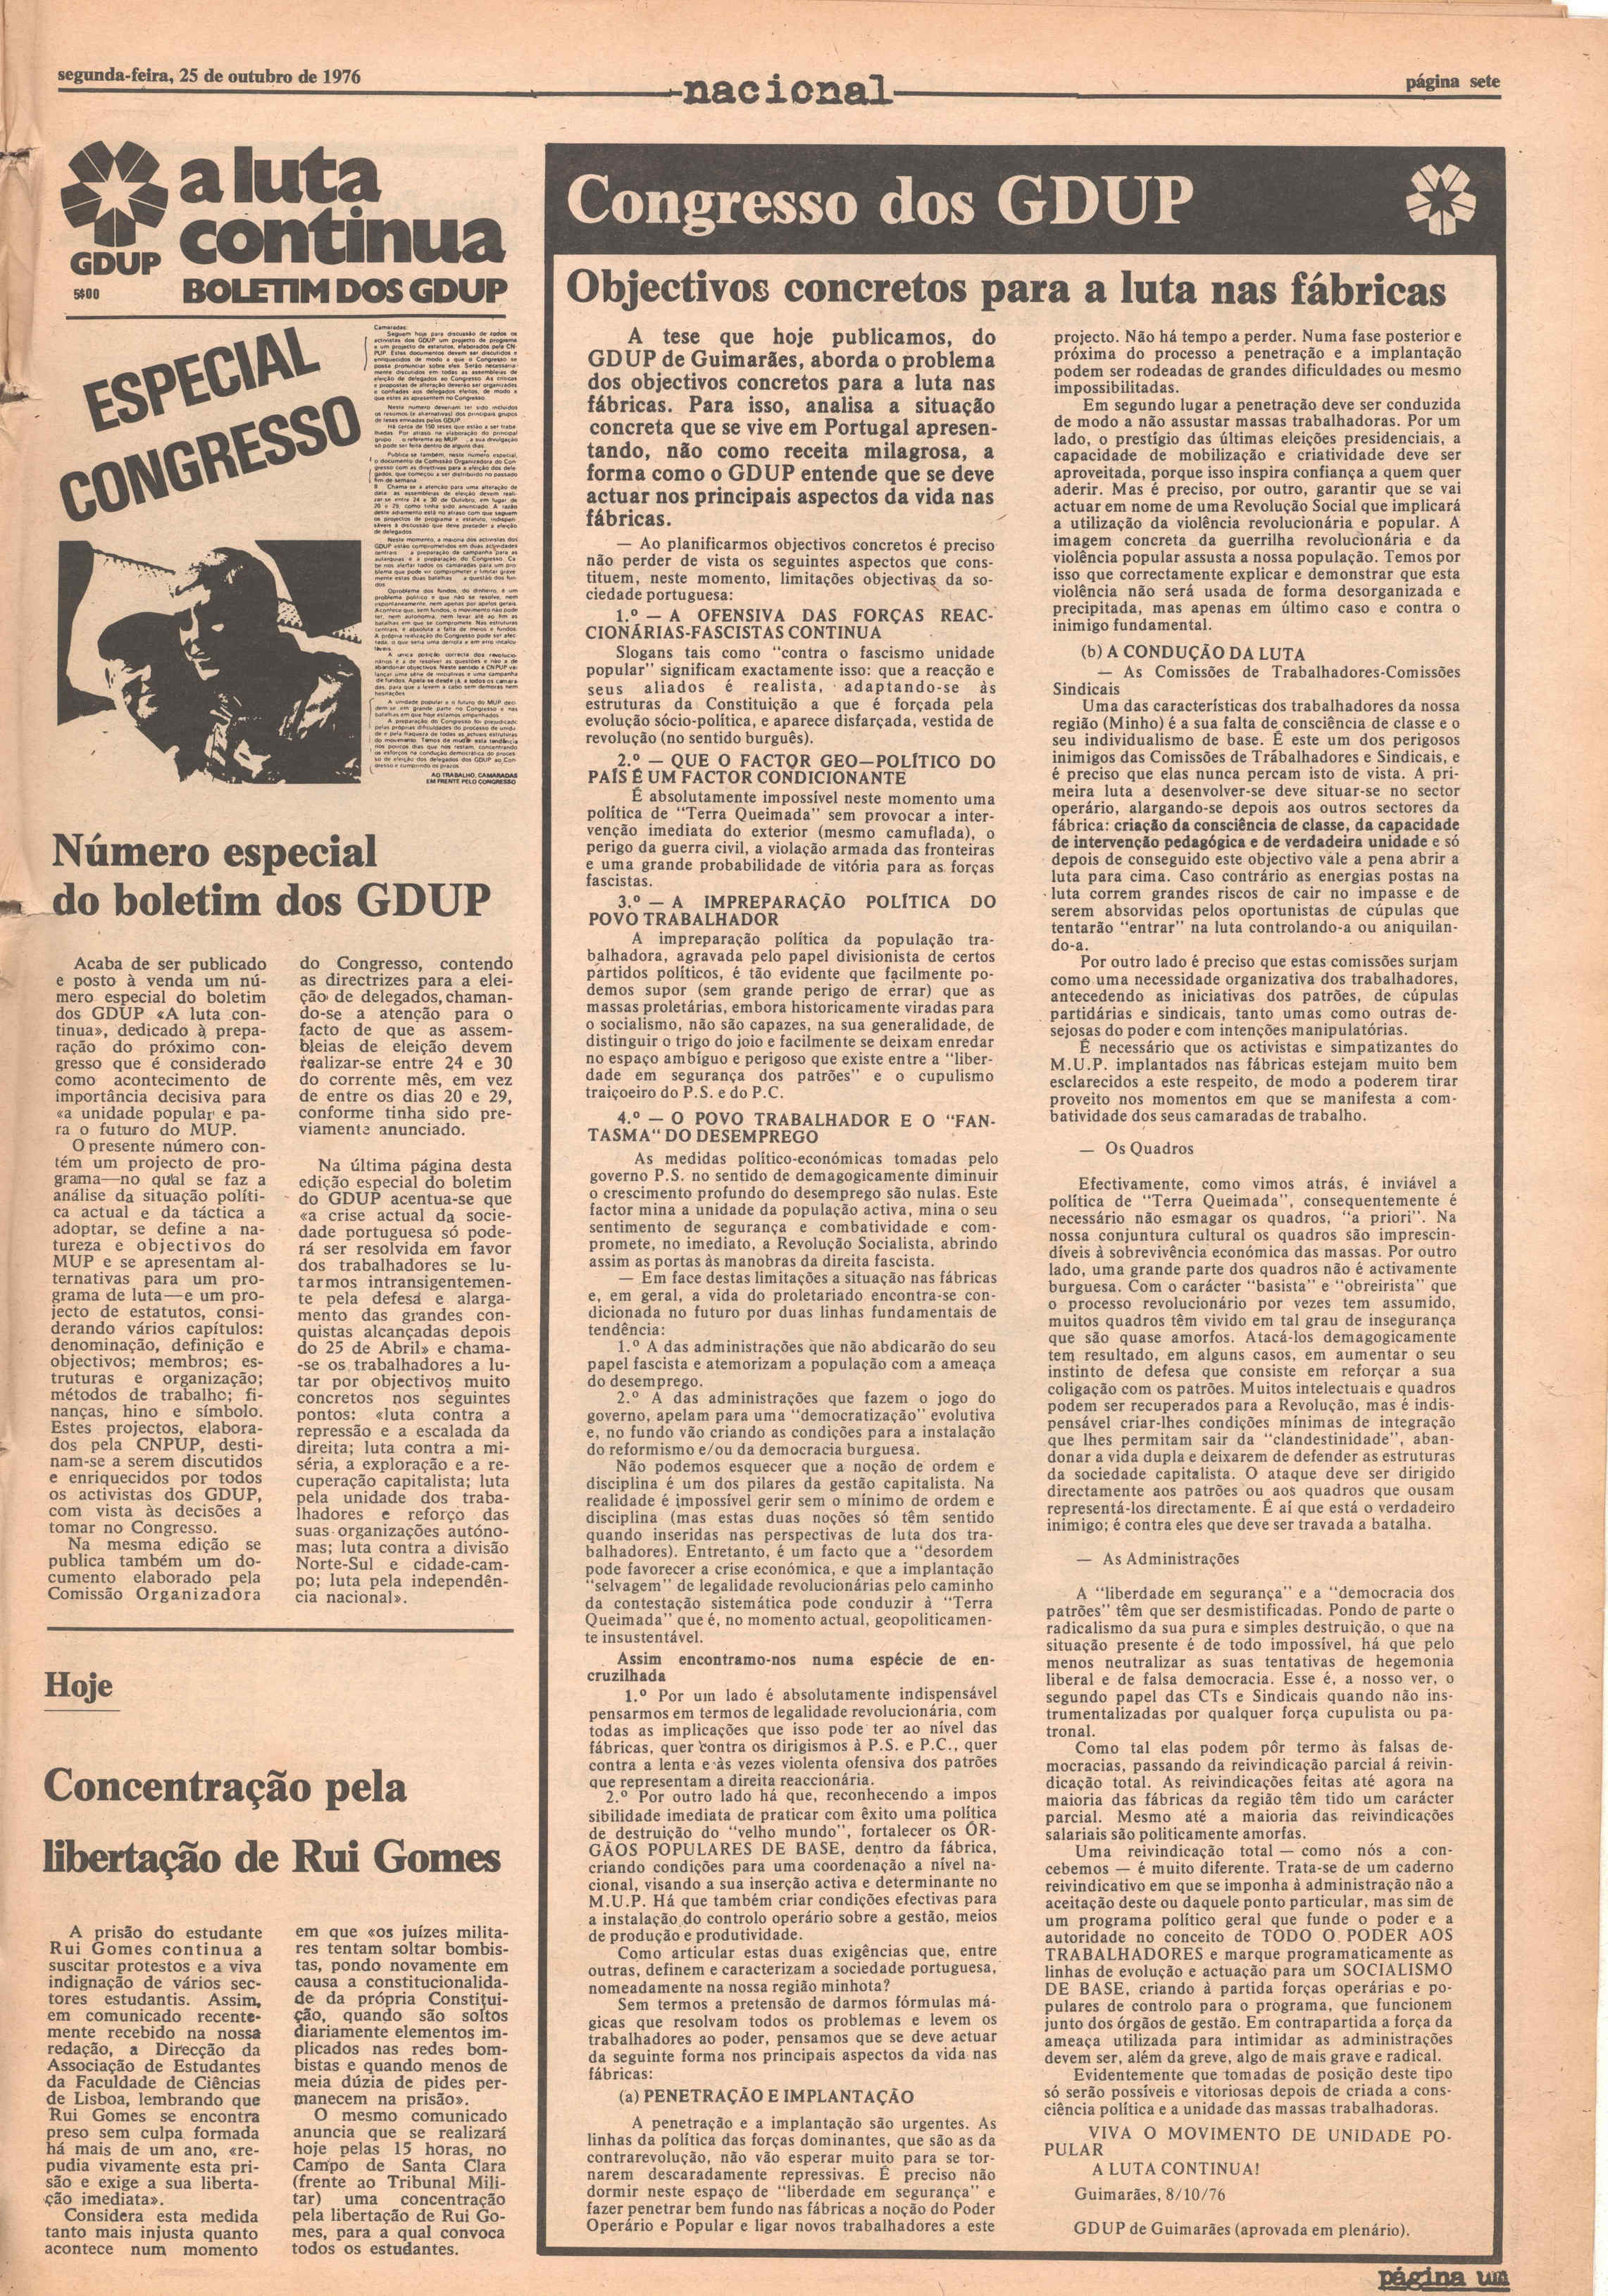 segunda-feira, 25 de outubro de 1976
nacional
página sete
a luta
continua
GDUP
5$00
BOLETIM DOS GDUP
ESPECIAL
CONGRESSO
Camaradas:
AO TRABALHO, CAMARADAS
EM FRENTE PELO CONGRESSO
Número especial
do boletim dos GDUP
Acaba de ser publicado
e posto à venda um nú-
mero especial do boletim
dos GDUP «A luta con-
tinua», dedicado à prepa-
ração do próximo con-
gresso que é considerado
como acontecimento de
importância decisiva para
«a unidade popular e pa-
ra o futuro do MUP.
O presente número con-
tém um projecto de pro-
grama—no qual se faz a
análise da situação políti-
ca actual e da táctica a
adoptar, se define a na-
tureza e objectivos do
MUP e se apresentam al-
ternativas para um pro-
grama de luta—e um pro-
jecto de estatutos, consi-
derando vários capítulos:
denominação, definição e
objectivos; membros; es-
truturas e organização;
métodos de trabalho; fi-
nanças, hino e símbolo.
Estes projectos, elabora-
dos pela CNPUP, desti-
nam-se a serem discutidos
e enriquecidos por todos
os activistas dos GDUP,
com vista às decisões a
tomar no Congresso.
Na mesma edição se
publica também um do-
cumento elaborado pela
Comissão Organizadora
do Congresso, contendo
as directrizes para a elei-
ção de delegados, chaman-
do-se a atenção para o
facto de que as assem-
bleias de eleição devem
realizar-se entre 24 e 30
do corrente mês, em vez
de entre os dias 20 e 29,
conforme tinha sido pre-
viamente anunciado.
Na última página desta
edição especial do boletim
do GDUP acentua-se que
«a crise actual da socie-
dade portuguesa só pode-
rá ser resolvida em favor
dos trabalhadores se lu-
tarmos intransigentemen-
te pela defesa e alarga-
mento das grandes con-
quistas alcançadas depois
do 25 de Abril» e chama-
-se os trabalhadores a lu-
tar por objectivos muito
concretos nos seguintes
pontos: «luta contra a
repressão e a escalada da
direita; luta contra a mi-
séria, a exploração e a re-
cuperação capitalista; luta
pela unidade dos traba-
lhadores e reforço das
suas organizações autóno-
mas; luta contra a divisão
Norte-Sul e cidade-cam-
po; luta pela independên-
cia nacional».
Hoje
Concentração pela
libertação de Rui Gomes
A prisão do estudante
Rui Gomes continua a
suscitar protestos e a viva
indignação de vários sec-
tores estudantis. Assim,
em comunicado recente-
mente recebido na nossa
redação, a Direcção da
Associação de Estudantes
da Faculdade de Ciências
de Lisboa, lembrando que
Rui Gomes se encontra
preso sem culpa formada
há mais de um ano, «re-
pudia vivamente esta pri-
são e exige a sua liberta-
ção imediata».
Considera esta medida
tanto mais injusta quanto
acontece num momento
em que «os juízes milita-
res tentam soltar bombis-
tas, pondo novamente em
causa a constitucionalida-
de da própria Constitui-
ção, quando são soltos
diariamente elementos im-
plicados nas redes bom-
bistas e quando menos de
meia dúzia de pides per-
manecem na prisão».
O mesmo comunicado
anuncia que se realizará
hoje pelas 15 horas, no
Campo de Santa Clara
(frente ao Tribunal Mili-
tar) uma concentração
pela libertação de Rui Go-
mes, para a qual convoca
todos os estudantes.
Congresso dos GDUP
Objectivos concretos para a luta nas fábricas
A tese que hoje publicamos, do
GDUP de Guimarães, aborda o problema
dos objectivos concretos para a luta nas
fábricas. Para isso, analisa a situação
concreta que se vive em Portugal apresen-
tando, não como receita milagrosa, a
forma como o GDUP entende que se deve
actuar nos principais aspectos da vida nas
fábricas.
— Ao planificarmos objectivos concretos é preciso
não perder de vista os seguintes aspectos que cons-
tituem, neste momento, limitações objectivas da so-
ciedade portuguesa:
1.º — A OFENSIVA DAS FORÇAS REAC-
CIONÁRIAS-FASCISTAS CONTINUA
Slogans tais como "contra o fascismo unidade
popular" significam exactamente isso: que a reacção e
seus aliados é realista, adaptando-se às
estruturas da Constituição a que é forçada pela
evolução sócio-política, e aparece disfarçada, vestida de
revolução (no sentido burguês).
2.º — QUE O FACTOR GEO—POLÍTICO DO
PAÍS É UM FACTOR CONDICIONANTE
É absolutamente impossível neste momento uma
política de "Terra Queimada" sem provocar a inter-
venção imediata do exterior (mesmo camuflada), o
perigo da guerra civil, a violação armada das fronteiras
e uma grande probabilidade de vitória para as forças
fascistas.
3.º — A IMPREPARAÇÃO POLÍTICA DO
POVO TRABALHADOR
A impreparação política da população tra-
balhadora, agravada pelo papel divisionista de certos
partidos políticos, é tão evidente que facilmente po-
demos supor (sem grande perigo de errar) que as
massas proletárias, embora historicamente viradas para
o socialismo, não são capazes, na sua generalidade, de
distinguir o trigo do joio e facilmente se deixam enredar
no espaço ambíguo e perigoso que existe entre a "liber-
dade em segurança dos patrões" e o cupulismo
traiçoeiro do P.S. e do P.C.
4.º — O POVO TRABALHADOR E O "FAN-
TASMA" DO DESEMPREGO
As medidas político-económicas tomadas pelo
governo P.S. no sentido de demagogicamente diminuir
o crescimento profundo do desemprego são nulas. Este
factor mina a unidade da população activa, mina o seu
sentimento de segurança e combatividade e com-
promete, no imediato, a Revolução Socialista, abrindo
assim as portas às manobras da direita fascista.
— Em face destas limitações a situação nas fábricas
e, em geral, a vida do proletariado encontra-se con-
dicionada no futuro por duas linhas fundamentais de
tendência:
1.º A das administrações que não abdicarão do seu
papel fascista e atemorizam a população com a ameaça
do desemprego.
2.º A das administrações que fazem o jogo do
governo, apelam para uma "democratização" evolutiva
e, no fundo vão criando as condições para a instalação
do reformismo e/ou da democracia burguesa.
Não podemos esquecer que a noção de ordem e
disciplina é um dos pilares da gestão capitalista. Na
realidade é impossível gerir sem o mínimo de ordem e
disciplina (mas estas duas noções só têm sentido
quando inseridas nas perspectivas de luta dos tra-
balhadores). Entretanto, é um facto que a "desordem
pode favorecer a crise económica, e que a implantação
"selvagem" de legalidade revolucionárias pelo caminho
da contestação sistemática pode conduzir à "Terra
Queimada" que é, no momento actual, geopoliticamen-
te insustentável.
Assim encontramo-nos numa espécie de en-
cruzilhada
1.º Por um lado é absolutamente indispensável
pensarmos em termos de legalidade revolucionária, com
todas as implicações que isso pode ter ao nível das
fábricas, quer contra os dirigismos à P.S. e P.C., quer
contra a lenta e às vezes violenta ofensiva dos patrões
que representam a direita reaccionária.
2.º Por outro lado há que, reconhecendo a impos
sibilidade imediata de praticar com êxito uma política
de destruição do "velho mundo", fortalecer os ÓR-
GÃOS POPULARES DE BASE, dentro da fábrica,
criando condições para uma coordenação a nível na-
cional, visando a sua inserção activa e determinante no
M.U.P. Há que também criar condições efectivas para
a instalação do controlo operário sobre a gestão, meios
de produção e produtividade.
Como articular estas duas exigências que, entre
outras, definem e caracterizam a sociedade portuguesa,
nomeadamente na nossa região minhota?
Sem termos a pretensão de darmos fórmulas má-
gicas que resolvam todos os problemas e levem os
trabalhadores ao poder, pensamos que se deve actuar
da seguinte forma nos principais aspectos da vida nas
fábricas:
(a) PENETRAÇÃO E IMPLANTAÇÃO
A penetração e a implantação são urgentes. As
linhas da política das forças dominantes, que são as da
contrarevolução, não vão esperar muito para se tor-
narem descaradamente repressivas. É preciso não
dormir neste espaço de "liberdade em segurança" e
fazer penetrar bem fundo nas fábricas a noção do Poder
Operário e Popular e ligar novos trabalhadores a este
projecto. Não há tempo a perder. Numa fase posterior e
próxima do processo a penetração e a implantação
podem ser rodeadas de grandes dificuldades ou mesmo
impossibilitadas.
Em segundo lugar a penetração deve ser conduzida
de modo a não assustar massas trabalhadoras. Por um
lado, o prestígio das últimas eleições presidenciais, a
capacidade de mobilização e criatividade deve ser
aproveitada, porque isso inspira confiança a quem quer
aderir. Mas é preciso, por outro, garantir que se vai
actuar em nome de uma Revolução Social que implicará
a utilização da violência revolucionária e popular. A
imagem concreta da guerrilha revolucionária e da
violência popular assusta a nossa população. Temos por
isso que correctamente explicar e demonstrar que esta
violência não será usada de forma desorganizada e
precipitada, mas apenas em último caso e contra o
inimigo fundamental.
(b) A CONDUÇÃO DA LUTA
— As Comissões de Trabalhadores-Comissões
Sindicais
Uma das características dos trabalhadores da nossa
região (Minho) é a sua falta de consciência de classe e o
seu individualismo de base. É este um dos perigosos
inimigos das Comissões de Trabalhadores e Sindicais, e
é preciso que elas nunca percam isto de vista. A pri-
meira luta a desenvolver-se deve situar-se no sector
operário, alargando-se depois aos outros sectores da
fábrica: criação da consciência de classe, da capacidade
de intervenção pedagógica e de verdadeira unidade e só
depois de conseguido este objectivo vale a pena abrir a
luta para cima. Caso contrário as energias postas na
luta correm grandes riscos de cair no impasse e de
serem absorvidas pelos oportunistas de cúpulas que
tentarão "entrar" na luta controlando-a ou aniquilan-
do-a.
Por outro lado é preciso que estas comissões surjam
como uma necessidade organizativa dos trabalhadores,
antecedendo as iniciativas dos patrões, de cúpulas
partidárias e sindicais, tanto umas como outras de-
sejosas do poder e com intenções manipulatórias.
É necessário que os activistas e simpatizantes do
M.U.P. implantados nas fábricas estejam muito bem
esclarecidos a este respeito, de modo a poderem tirar
proveito nos momentos em que se manifesta a com-
batividade dos seus camaradas de trabalho.
— Os Quadros
Efectivamente, como vimos atrás, é inviável a
política de "Terra Queimada", consequentemente é
necessário não esmagar os quadros, "a priori". Na
nossa conjuntura cultural os quadros são imprescin-
díveis à sobrevivência económica das massas. Por outro
lado, uma grande parte dos quadros não é activamente
burguesa. Com o carácter "basista" e "obreirista" que
o processo revolucionário por vezes tem assumido,
muitos quadros têm vivido em tal grau de insegurança
que são quase amorfos. Atacá-los demagogicamente
tem resultado, em alguns casos, em aumentar o seu
instinto de defesa que consiste em reforçar a sua
coligação com os patrões. Muitos intelectuais e quadros
podem ser recuperados para a Revolução, mas é indis-
pensável criar-lhes condições mínimas de integração
que lhes permitam sair da "clandestinidade", aban-
donar a vida dupla e deixarem de defender as estruturas
da sociedade capitalista. O ataque deve ser dirigido
directamente aos patrões ou aos quadros que ousam
representá-los directamente. É aí que está o verdadeiro
inimigo; é contra eles que deve ser travada a batalha.
— As Administrações
A "liberdade em segurança" e a "democracia dos
patrões" têm que ser desmistificadas. Pondo de parte o
radicalismo da sua pura e simples destruição, o que na
situação presente é de todo impossível, há que pelo
menos neutralizar as suas tentativas de hegemonia
liberal e de falsa democracia. Esse é, a nosso ver, o
segundo papel das CTs e Sindicais quando não ins-
trumentalizadas por qualquer força cupulista ou pa-
tronal.
Como tal elas podem pôr termo às falsas de-
mocracias, passando da reivindicação parcial á reivin-
dicação total. As reivindicações feitas até agora na
maioria das fábricas da região têm tido um carácter
parcial. Mesmo até a maioria das reivindicações
salariais são politicamente amorfas.
Uma reivindicação total — como nós a con-
cebemos — é muito diferente. Trata-se de um caderno
reivindicativo em que se imponha à administração não a
aceitação deste ou daquele ponto particular, mas sim de
um programa político geral que funde o poder e a
autoridade no conceito de TODO O PODER AOS
TRABALHADORES e marque programaticamente as
linhas de evolução e actuação para um SOCIALISMO
DE BASE, criando à partida forças operárias e po-
pulares de controlo para o programa, que funcionem
junto dos órgãos de gestão. Em contrapartida a força da
ameaça utilizada para intimidar as administrações
devem ser, além da greve, algo de mais grave e radical.
Evidentemente que tomadas de posição deste tipo
só serão possíveis e vitoriosas depois de criada a cons-
ciência política e a unidade das massas trabalhadoras.
VIVA O MOVIMENTO DE UNIDADE PO-
PULAR
A LUTA CONTINUA!
Guimarães, 8/10/76
GDUP de Guimarães (aprovada em plenário).
página um